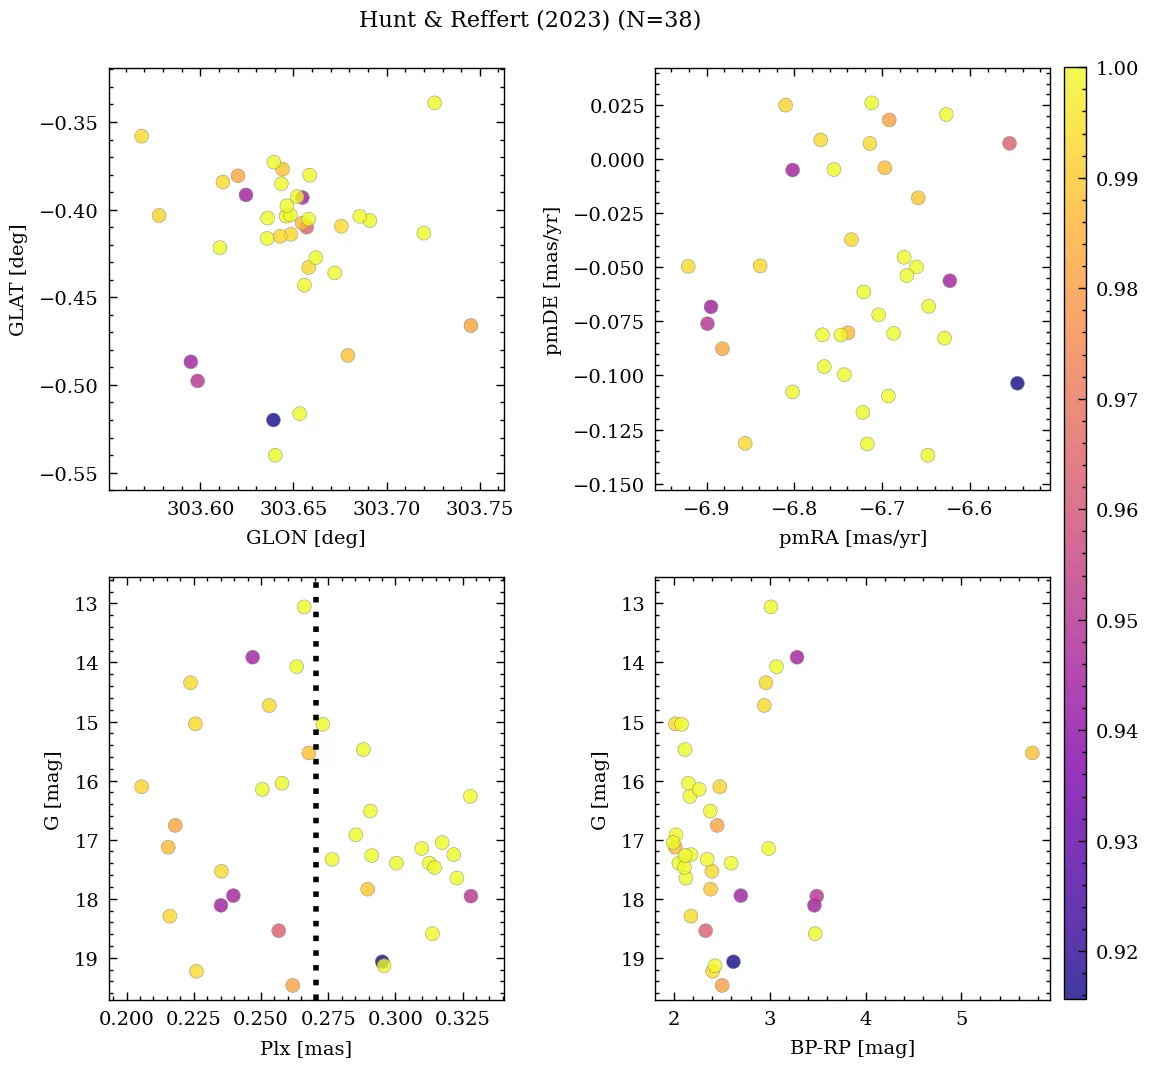 Hunt & Reffert (2023) (N=38)
−0.35
−0.40
−0.45
−0.50
−0.55
GLAT [deg]
303.60 303.65 303.70 303.75
GLON [deg]
0.025
0.000
−0.025
−0.050
−0.075
−0.100
−0.125
−0.150
pmDE [mas/yr]
−6.9 −6.8 −6.7 −6.6
pmRA [mas/yr]
13
14
15
16
17
18
19
G [mag]
0.200 0.225 0.250 0.275 0.300 0.325
Plx [mas]
13
14
15
16
17
18
19
G [mag]
2 3 4 5
BP-RP [mag]
1.00
0.99
0.98
0.97
0.96
0.95
0.94
0.93
0.92